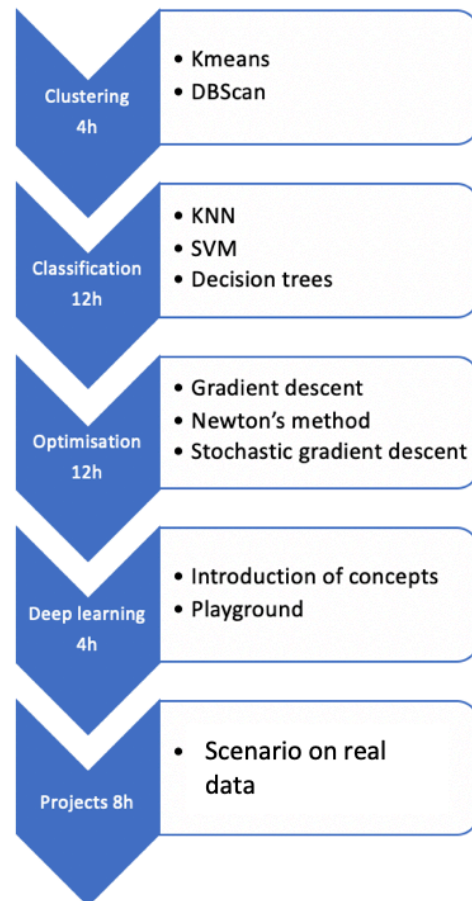 Clustering
4h
• Kmeans
• DBScan
Classification
12h
• KNN
• SVM
• Decision trees
Optimisation
12h
• Gradient descent
• Newton’s method
• Stochastic gradient descent
Deep learning
4h
• Introduction of concepts
• Playground
Projects 8h
• Scenario on real
data